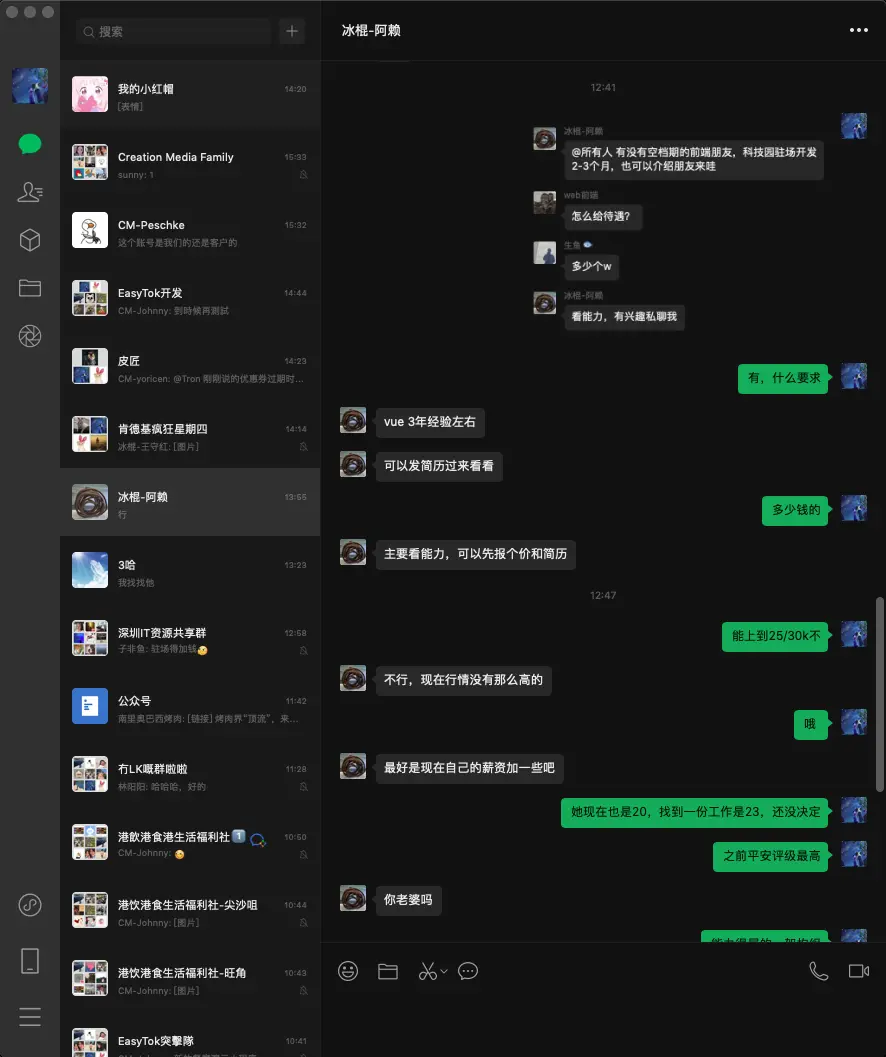 搜索
我的小红帽
14:20
[表情]
Creation Media Family
15:33
sunny: 1
CM-Peschke
15:32
这个账号是我们的还是客户的
EasyTok开发
14:44
CM-Johnny: 到時候再測試
皮匠
14:23
CM-yoricen: @Tron 刚刚说的优惠券过期时...
肯德基疯狂星期四
14:14
冰棍-王守红: [图片]
冰棍-阿赖
13:55
行
3哈
13:23
我找找他
深圳IT资源共享群
12:58
子非鱼: 驻场得加钱
公众号
11:42
南里奥巴西烤肉: [链接] 烤肉界"顶流"，来...
冇LK嘅群啦啦
11:28
林阳阳: 哈哈哈，好的
港飲港食港生活福利社1
10:50
CM-Johnny:
港饮港食生活福利社-尖沙咀
10:44
CM-Johnny: [图片]
港饮港食生活福利社-旺角
10:43
CM-Johnny: [图片]
EasyTok突擊隊
10:41
冰棍-阿赖
12:41
冰棍-阿赖
@所有人 有没有空档期的前端朋友，科技园驻场开发
2-3个月，也可以介绍朋友来哇
web前端
怎么给待遇？
生鱼
多少个w
冰棍-阿赖
看能力，有兴趣私聊我
有，什么要求
vue 3年经验左右
可以发简历过来看看
多少钱的
主要看能力，可以先报个价和简历
12:47
能上到25/30k不
不行，现在行情没有那么高的
哦
最好是现在自己的薪资加一些吧
她现在也是20，找到一份工作是23，还没决定
之前平安评级最高
你老婆吗